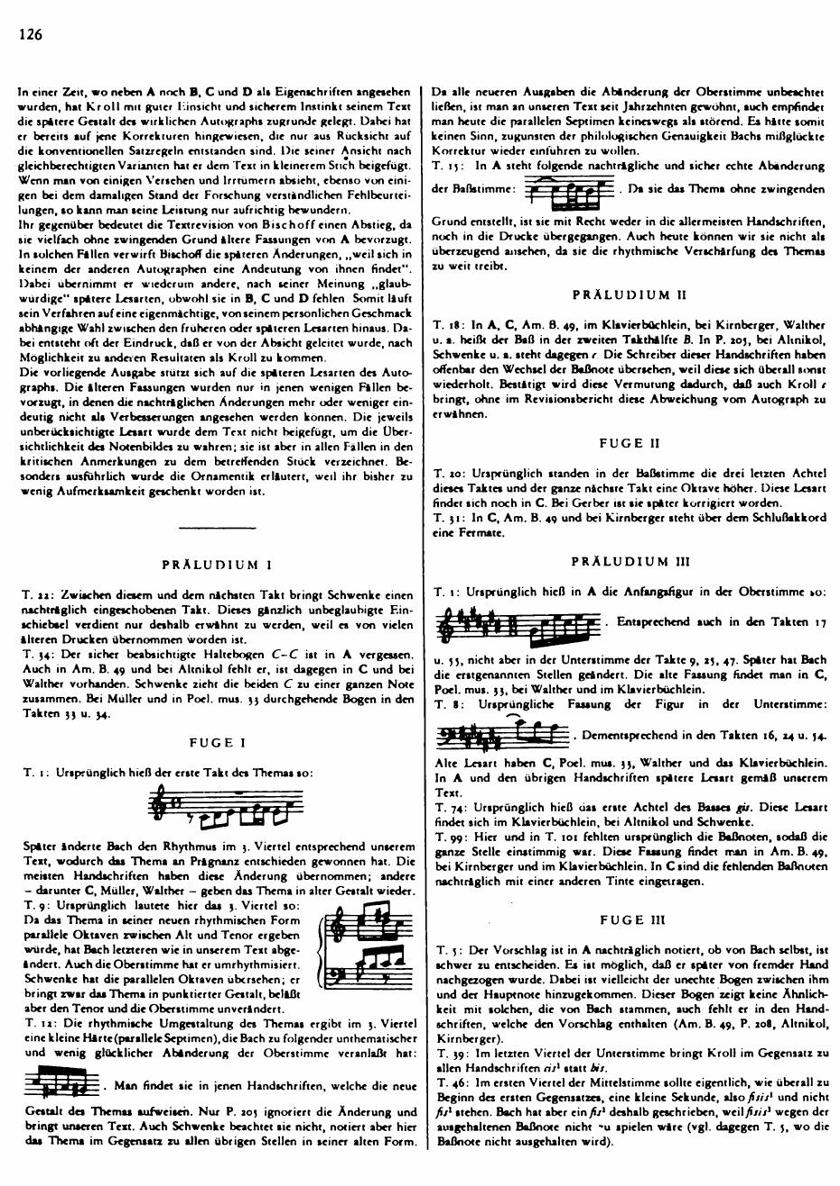 126
In einer Zeit, wo neben A noch B, C und D als Eigenschriften angesehen
wurden, hat Kroll mit guter Einsicht und sicherem Instinkt seinem Text
die spätere Gestalt des wirklichen Autographs zugrunde gelegt. Dabei hat
er bereits auf jene Korrekturen hingewiesen, die nur aus Rücksicht auf
die konventionellen Satzregeln entstanden sind. Die seiner Ansicht nach
gleichberechtigten Varianten hat er dem Text in kleinerem Stich beigefügt.
Wenn man von einigen Versehen und Irrtümern absieht, ebenso von eini-
gen bei dem damaligen Stand der Forschung verständlichen Fehlbeurtei-
lungen, so kann man seine Leistung nur aufrichtig bewundern.
Ihr gegenüber bedeutet die Textrevision von Bischoff einen Abstieg, da
sie vielfach ohne zwingenden Grund ältere Fassungen von A bevorzugt.
In solchen Fällen verwirft Bischoff die späteren Änderungen, „weil sich in
keinem der anderen Autographen eine Andeutung von ihnen findet“.
Dabei übernimmt er wiederum andere, nach seiner Meinung „glaub-
würdige“ spätere Lesarten, obwohl sie in B, C und D fehlen Somit läuft
sein Verfahren auf eine eigenmächtige, von seinem persönlichen Geschmack
abhängige Wahl zwischen den früheren oder späteren Lesarten hinaus. Da-
bei entsteht oft der Eindruck, daß er von der Absicht geleitet wurde, nach
Möglichkeit zu anderen Resultaten als Kroll zu kommen.
Die vorliegende Ausgabe stützt sich auf die späteren Lesarten des Auto-
graphs. Die älteren Fassungen wurden nur in jenen wenigen Fällen be-
vorzugt, in denen die nachträglichen Änderungen mehr oder weniger ein-
deutig nicht als Verbesserungen angesehen werden können. Die jeweils
unberücksichtigte Lesart wurde dem Text nicht beigefügt, um die Über-
sichtlichkeit des Notenbildes zu wahren; sie ist aber in allen Fällen in den
kritischen Anmerkungen zu dem betreffenden Stück verzeichnet. Be-
sonders ausführlich wurde die Ornamentik erläutert, weil ihr bisher zu
wenig Aufmerksamkeit geschenkt worden ist.
PRÄLUDIUM I
T. 22: Zwischen diesem und dem nächsten Takt bringt Schwenke einen
nachträglich eingeschobenen Takt. Dieses gänzlich unbeglaubigte Ein-
schiebsel verdient nur deshalb erwähnt zu werden, weil es von vielen
älteren Drucken übernommen worden ist.
T. 34: Der sicher beabsichtigte Haltebogen C–C ist in A vergessen.
Auch in Am. B. 49 und bei Altnikol fehlt er, ist dagegen in C und bei
Walther vorhanden. Schwenke zieht die beiden C zu einer ganzen Note
zusammen. Bei Müller und in Poel. mus. 33 durchgehende Bogen in den
Takten 33 u. 34.
FUGE I
T. 1: Ursprünglich hieß der erste Takt des Themas so:
Später änderte Bach den Rhythmus im 3. Viertel entsprechend unserem
Text, wodurch das Thema an Prägnanz entschieden gewonnen hat. Die
meisten Handschriften haben diese Änderung übernommen; andere
– darunter C, Müller, Walther – geben das Thema in alter Gestalt wieder.
T. 9: Ursprünglich lautete hier das 3. Viertel so:
Da das Thema in seiner neuen rhythmischen Form
parallele Oktaven zwischen Alt und Tenor ergeben
würde, hat Bach letzteren wie in unserem Text abge-
ändert. Auch die Oberstimme hat er umrhythmisiert.
Schwenke hat die parallelen Oktaven übersehen; er
bringt zwar das Thema in punktierter Gestalt, beläßt
aber den Tenor und die Oberstimme unverändert.
T. 12: Die rhythmische Umgestaltung des Themas ergibt im 3. Viertel
eine kleine Härte (parallele Septimen), die Bach zu folgender unthematischer
und wenig glücklicher Abänderung der Oberstimme veranlaßt hat:
. Man findet sie in jenen Handschriften, welche die neue
Gestalt des Themas aufweisen. Nur P. 205 ignoriert die Änderung und
bringt unseren Text. Auch Schwenke beachtet sie nicht, notiert aber hier
das Thema im Gegensatz zu allen übrigen Stellen in seiner alten Form.
Da alle neueren Ausgaben die Abänderung der Oberstimme unbeachtet
ließen, ist man an unseren Text seit Jahrzehnten gewöhnt, auch empfindet
man heute die parallelen Septimen keineswegs als störend. Es hätte somit
keinen Sinn, zugunsten der philologischen Genauigkeit Bachs mißglückte
Korrektur wieder einführen zu wollen.
T. 15: In A steht folgende nachträgliche und sicher echte Abänderung
der Baßstimme: . Da sie das Thema ohne zwingenden
Grund entstellt, ist sie mit Recht weder in die allermeisten Handschriften,
noch in die Drucke übergegangen. Auch heute können wir sie nicht als
überzeugend ansehen, da sie die rhythmische Verschärfung des Themas
zu weit treibt.
PRÄLUDIUM II
T. 18: In A, C, Am. B. 49, im Klavierbüchlein, bei Kirnberger, Walther
u. a. heißt der Baß in der zweiten Takthälfte B. In P. 205, bei Altnikol,
Schwenke u. a. steht dagegen c Die Schreiber dieser Handschriften haben
offenbar den Wechsel der Baßnote übersehen, weil diese sich überall sonst
wiederholt. Bestätigt wird diese Vermutung dadurch, daß auch Kroll c
bringt, ohne im Revisionsbericht diese Abweichung vom Autograph zu
erwähnen.
FUGE II
T. 20: Ursprünglich standen in der Baßstimme die drei letzten Achtel
dieses Taktes und der ganze nächste Takt eine Oktave höher. Diese Lesart
findet sich noch in C. Bei Gerber ist sie später korrigiert worden.
T. 31: In C, Am. B. 49 und bei Kirnberger steht über dem Schlußakkord
eine Fermate.
PRÄLUDIUM III
T. 1: Ursprünglich hieß in A die Anfangsfigur in der Oberstimme so:
. Entsprechend auch in den Takten 17
u. 55, nicht aber in der Unterstimme der Takte 9, 25, 47. Später hat Bach
die erstgenannten Stellen geändert. Die alte Fassung findet man in C,
Poel. mus. 33, bei Walther und im Klavierbüchlein.
T. 8: Ursprüngliche Fassung der Figur in der Unterstimme:
. Dementsprechend in den Takten 16, 24 u. 54.
Alte Lesart haben C, Poel. mus. 33, Walther und das Klavierbüchlein.
In A und den übrigen Handschriften spätere Lesart gemäß unserem
Text.
T. 74: Ursprünglich hieß das erste Achtel des Basses gis. Diese Lesart
findet sich im Klavierbüchlein, bei Altnikol und Schwenke.
T. 99: Hier und in T. 101 fehlten ursprünglich die Baßnoten, sodaß die
ganze Stelle einstimmig war. Diese Fassung findet man in Am. B. 49,
bei Kirnberger und im Klavierbüchlein. In C sind die fehlenden Baßnoten
nachträglich mit einer anderen Tinte eingetragen.
FUGE III
T. 5: Der Vorschlag ist in A nachträglich notiert, ob von Bach selbst, ist
schwer zu entscheiden. Es ist möglich, daß er später von fremder Hand
nachgezogen wurde. Dabei ist vielleicht der unechte Bogen zwischen ihm
und der Hauptnote hinzugekommen. Dieser Bogen zeigt keine Ähnlich-
keit mit solchen, die von Bach stammen, auch fehlt er in den Hand-
schriften, welche den Vorschlag enthalten (Am. B. 49, P. 208, Altnikol,
Kirnberger).
T. 39: Im letzten Viertel der Unterstimme bringt Kroll im Gegensatz zu
allen Handschriften cis¹ statt his.
T. 46: Im ersten Viertel der Mittelstimme sollte eigentlich, wie überall zu
Beginn des ersten Gegensatzes, eine kleine Sekunde, also fisis¹ und nicht
fis¹ stehen. Bach hat aber ein fis¹ deshalb geschrieben, weil fisis¹ wegen der
ausgehaltenen Baßnote nicht zu spielen wäre (vgl. dagegen T. 5, wo die
Baßnote nicht ausgehalten wird).